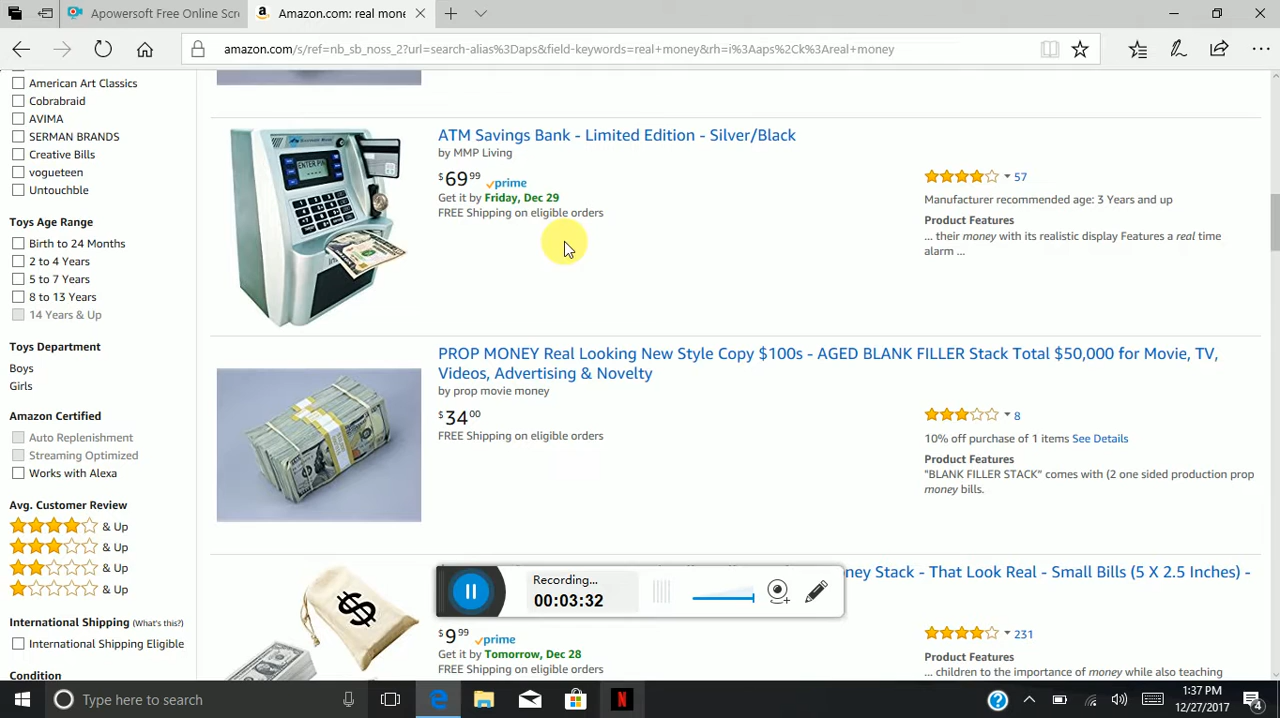 Apowersoft Free Online Scr
Amazon.com: real mone
amazon.com/s/ref=nb_sb_noss_2?url=search-alias%3Daps&field-keywords=real+money&rh=i%3Aaps%2Ck%3Areal+money
American Art Classics
Cobrabraid
AVIMA
SERMAN BRANDS
Creative Bills
vogueteen
Untouchble
Toys Age Range
Birth to 24 Months
2 to 4 Years
5 to 7 Years
8 to 13 Years
14 Years & Up
Toys Department
Boys
Girls
Amazon Certified
Auto Replenishment
Streaming Optimized
Works with Alexa
Avg. Customer Review
& Up
& Up
& Up
& Up
International Shipping (What's this?)
International Shipping Eligible
Condition
ATM Savings Bank - Limited Edition - Silver/Black
by MMP Living
$69 99 prime
Get it by Friday, Dec 29
FREE Shipping on eligible orders
57
Manufacturer recommended age: 3 Years and up
Product Features
... their money with its realistic display Features a real time
alarm ...
ENTER PIN
PROP MONEY Real Looking New Style Copy $100s - AGED BLANK FILLER Stack Total $50,000 for Movie, TV,
Videos, Advertising & Novelty
by prop movie money
$34 00
FREE Shipping on eligible orders
8
10% off purchase of 1 items See Details
Product Features
"BLANK FILLER STACK" comes with (2 one sided production prop
money bills.
ney Stack - That Look Real - Small Bills (5 X 2.5 Inches) -
$9 99 prime
Get it by Tomorrow, Dec 28
FREE Shipping on eligible orders
231
Product Features
... children to the importance of money while also teaching
$
Recording...
00:03:32
Type here to search
N
1:37 PM
12/27/2017
4